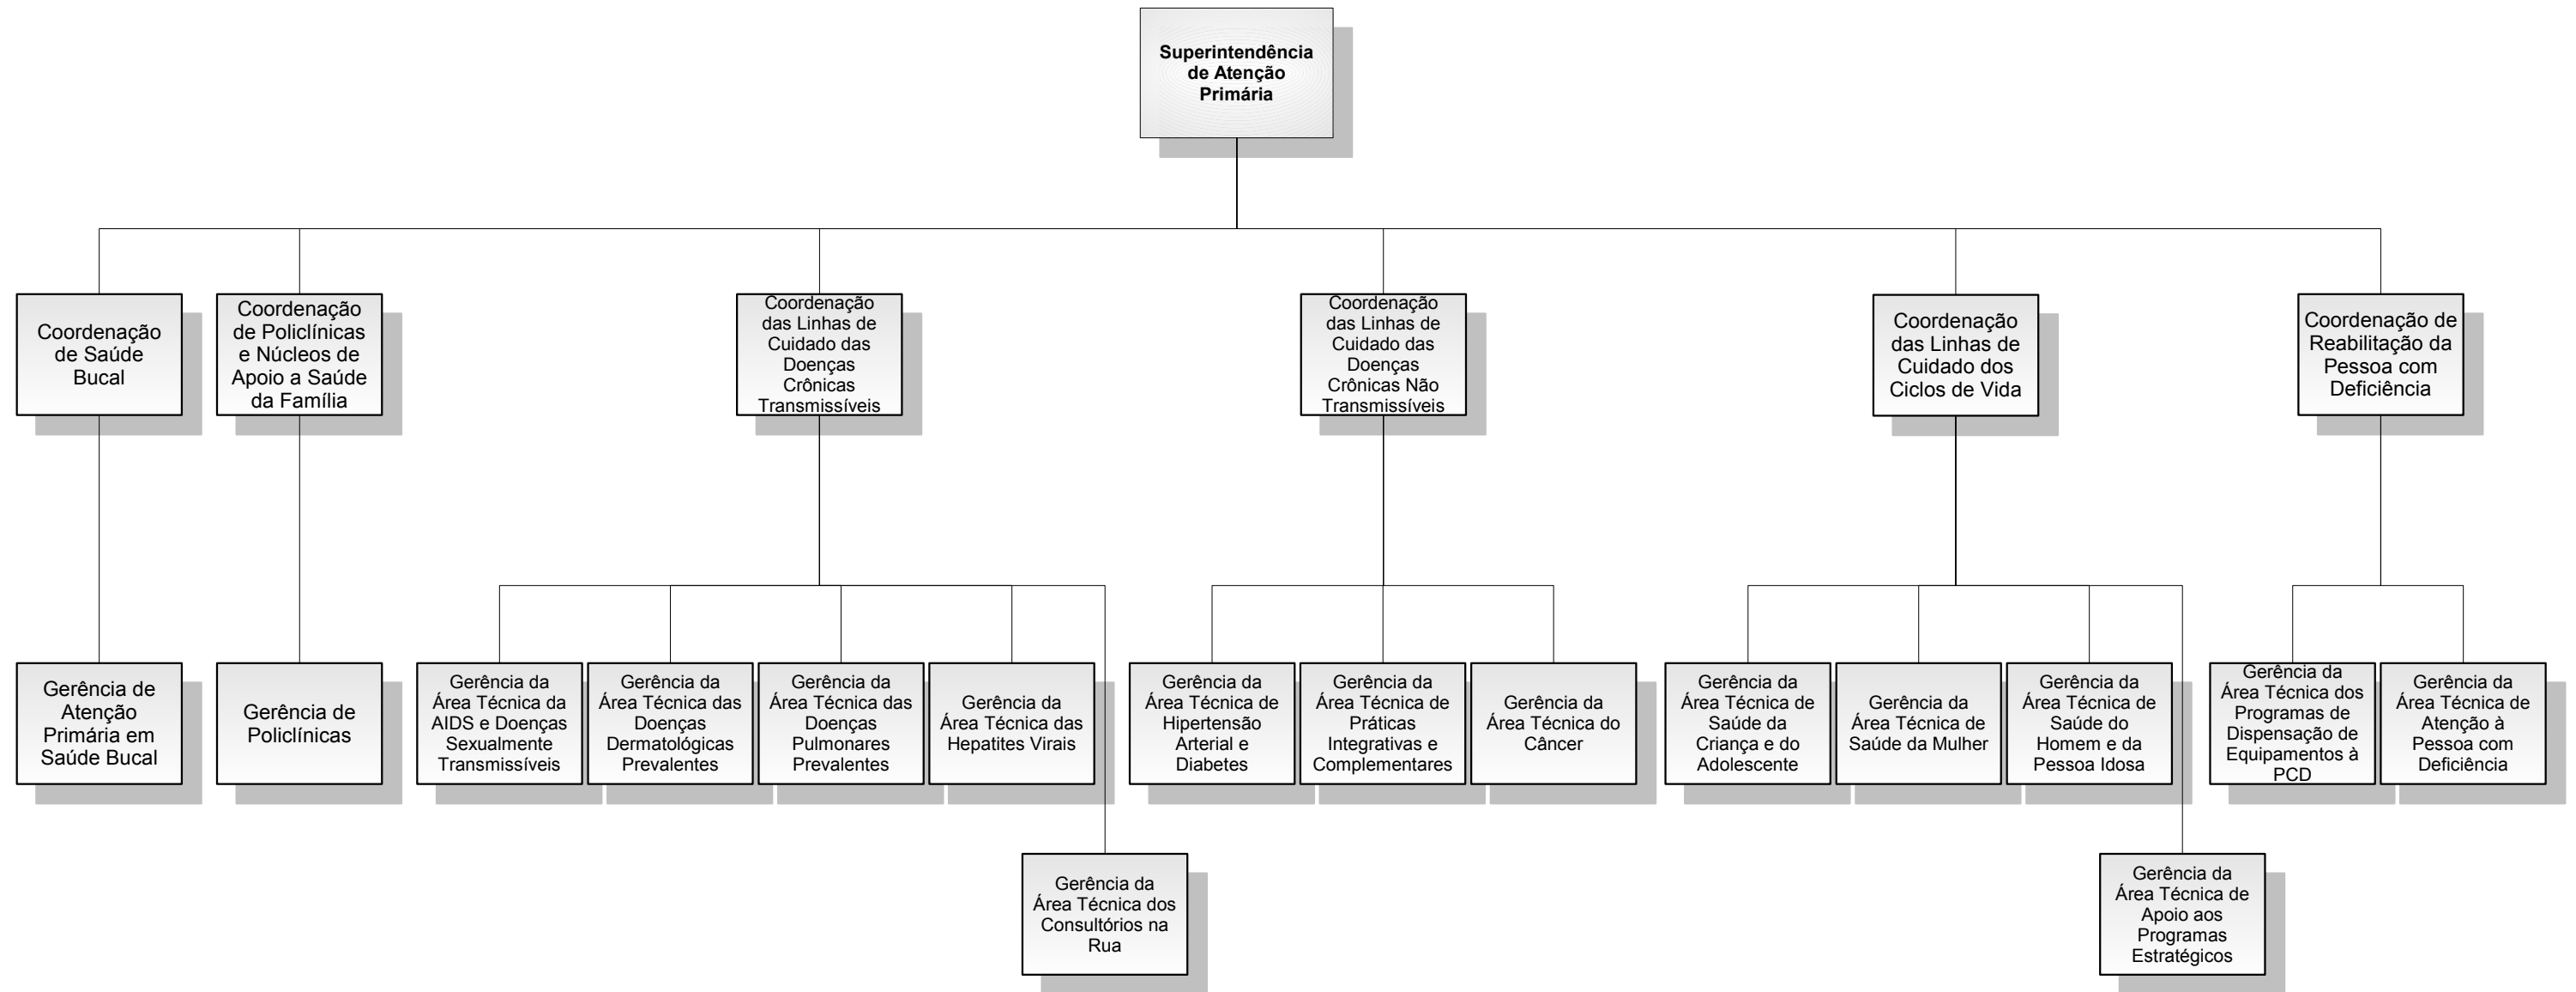 Superintendência
de Atenção
Primária
Coordenação
de Saúde
Bucal
Coordenação
de Policlínicas
e Núcleos de
Apoio a Saúde
da Família
Coordenação
das Linhas de
Cuidado das
Doenças
Crônicas
Transmissíveis
Coordenação
das Linhas de
Cuidado das
Doenças
Crônicas Não
Transmissíveis
Coordenação
das Linhas de
Cuidado dos
Ciclos de Vida
Coordenação de
Reabilitação da
Pessoa com
Deficiência
Gerência de
Atenção
Primária em
Saúde Bucal
Gerência de
Policlínicas
Gerência da
Área Técnica da
AIDS e Doenças
Sexualmente
Transmissíveis
Gerência da
Área Técnica das
Doenças
Dermatológicas
Prevalentes
Gerência da
Área Técnica das
Doenças
Pulmonares
Prevalentes
Gerência da
Área Técnica das
Hepatites Virais
Gerência da
Área Técnica de
Hipertensão
Arterial e
Diabetes
Gerência da
Área Técnica de
Práticas
Integrativas e
Complementares
Gerência da
Área Técnica do
Câncer
Gerência da
Área Técnica de
Saúde da
Criança e do
Adolescente
Gerência da
Área Técnica de
Saúde da Mulher
Gerência da
Área Técnica de
Saúde do
Homem e da
Pessoa Idosa
Gerência da
Área Técnica dos
Programas de
Dispensação de
Equipamentos à
PCD
Gerência da
Área Técnica de
Atenção à
Pessoa com
Deficiência
Gerência da
Área Técnica dos
Consultórios na
Rua
Gerência da
Área Técnica de
Apoio aos
Programas
Estratégicos